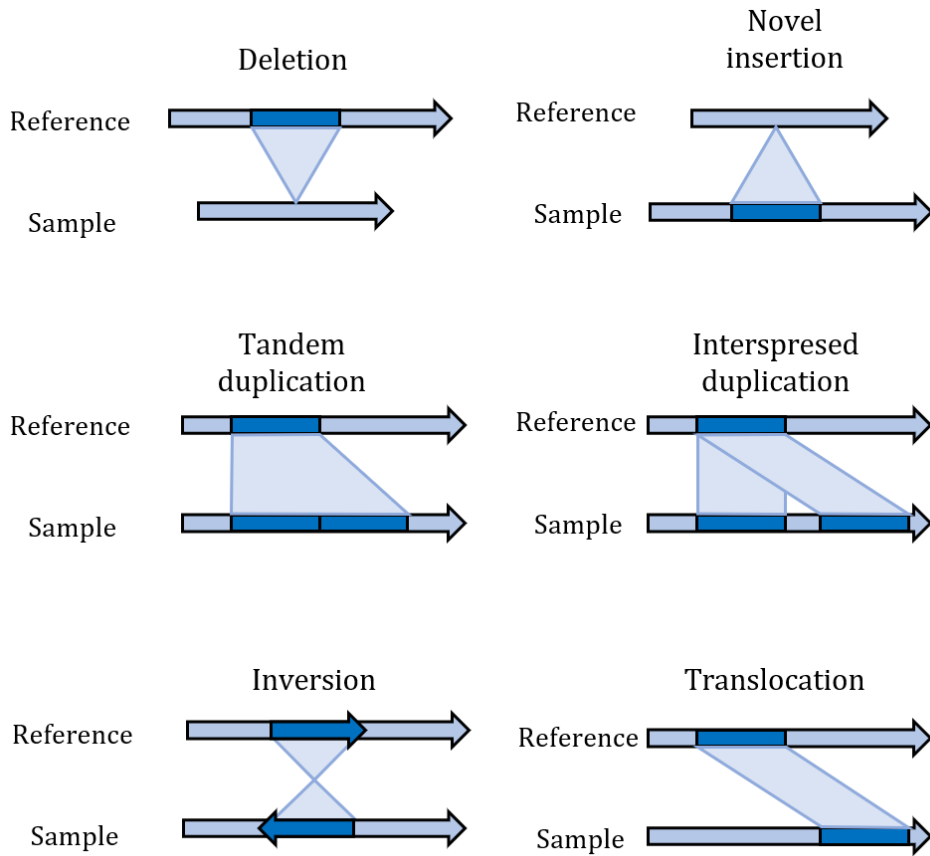 Deletion
Reference
Sample
Novel
insertion
Reference
Sample
Tandem
duplication
Reference
Sample
Interspresed
duplication
Reference
Sample
Inversion
Reference
Sample
Translocation
Reference
Sample